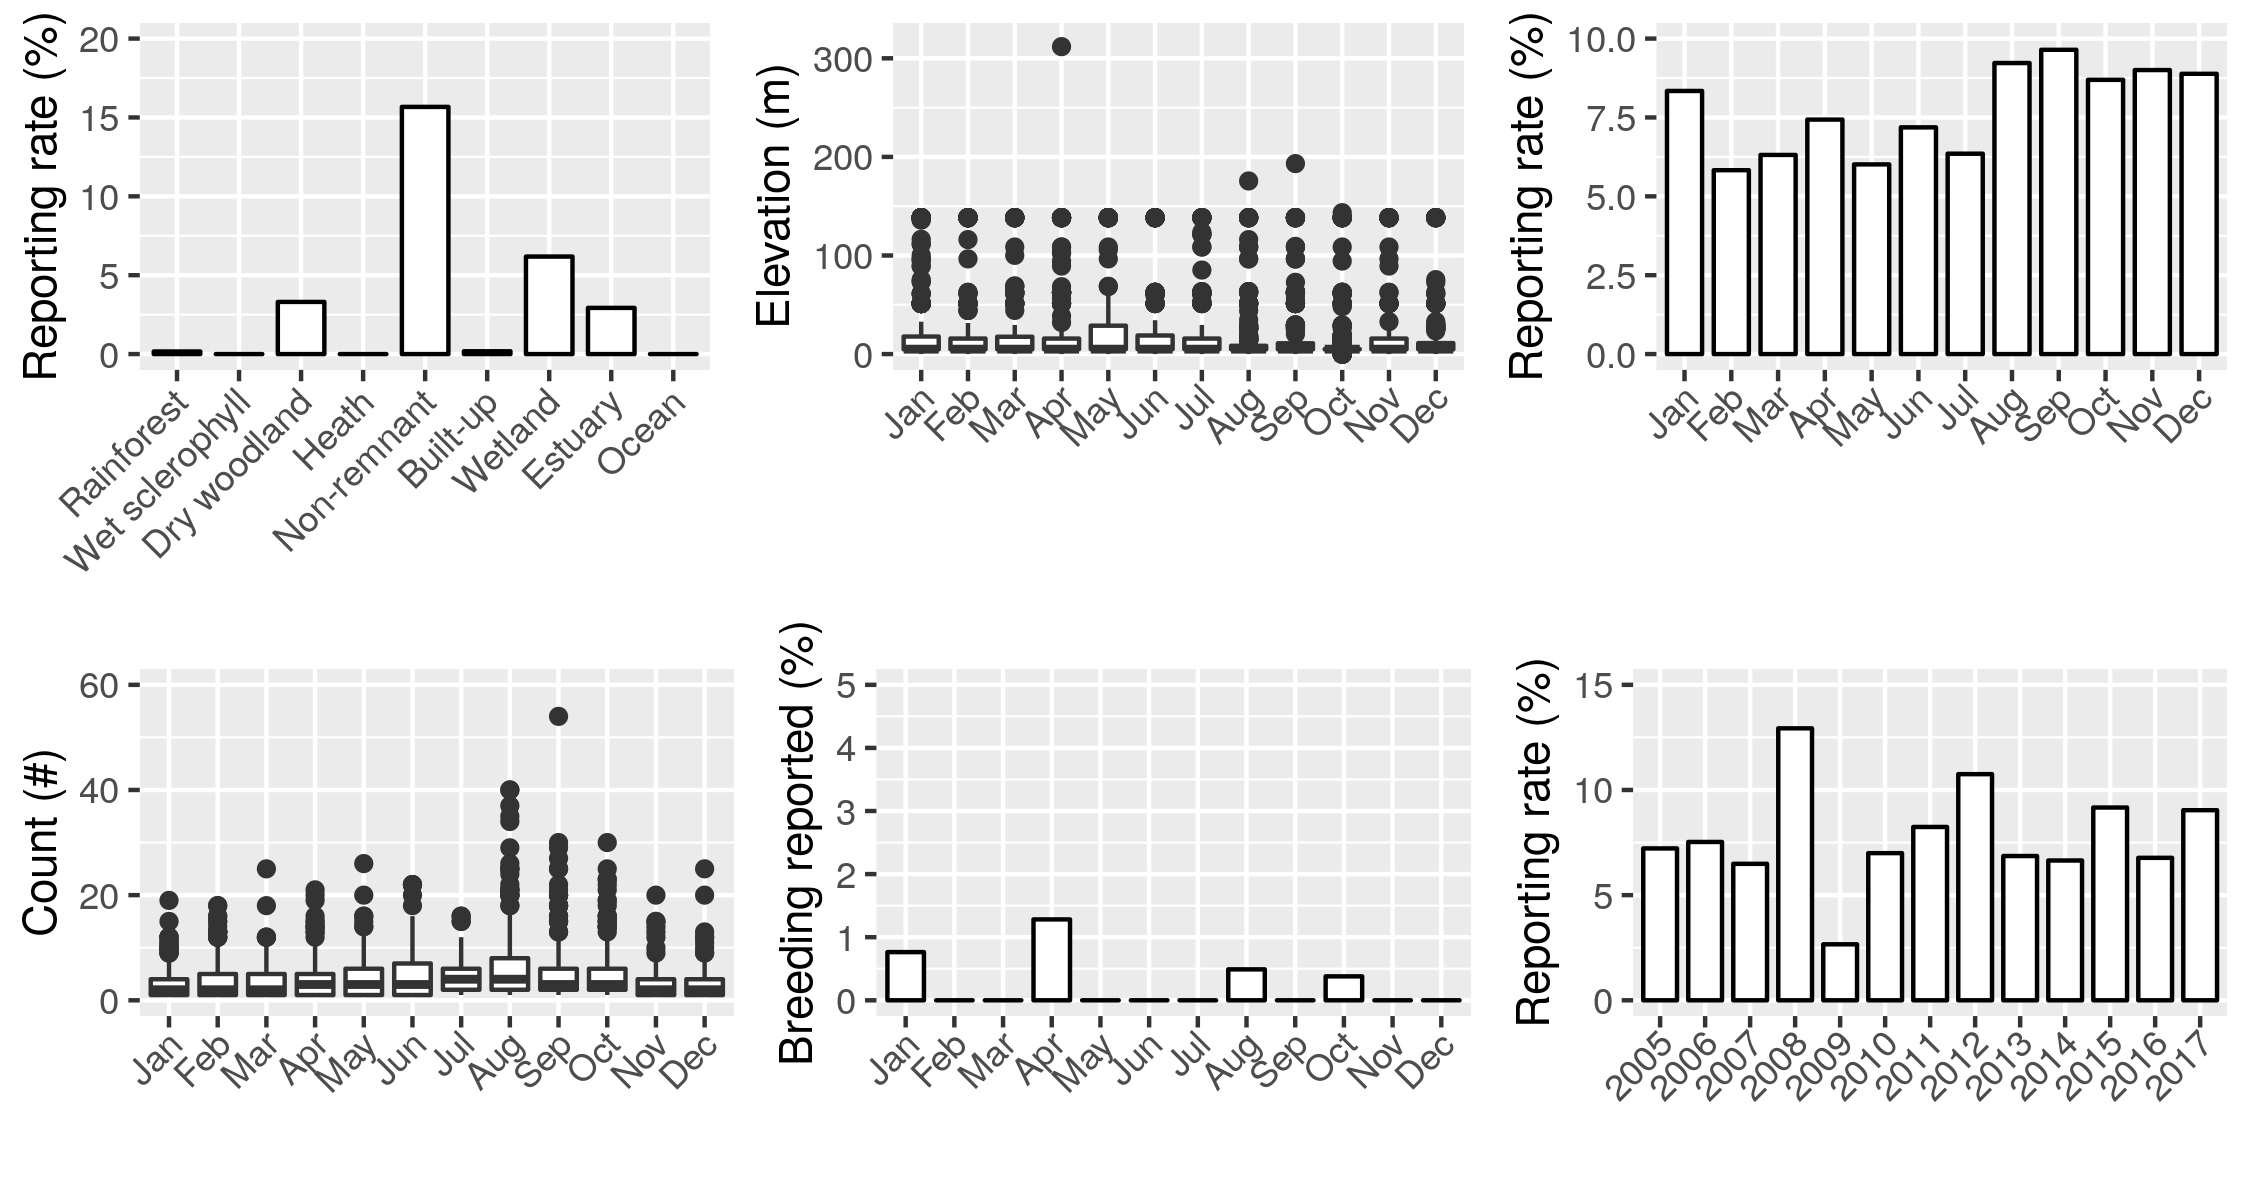 Reporting rate (%)
20
15
10
5
0
Rainforest
Wet sclerophyll
Dry woodland
Heath
Non-remnant
Built-up
Wetland
Estuary
Ocean
Elevation (m)
300
200
100
0
Jan
Feb
Mar
Apr
May
Jun
Jul
Aug
Sep
Oct
Nov
Dec
Reporting rate (%)
10.0
7.5
5.0
2.5
0.0
Jan
Feb
Mar
Apr
May
Jun
Jul
Aug
Sep
Oct
Nov
Dec
Count (#)
60
40
20
0
Jan
Feb
Mar
Apr
May
Jun
Jul
Aug
Sep
Oct
Nov
Dec
Breeding reported (%)
5
4
3
2
1
0
Jan
Feb
Mar
Apr
May
Jun
Jul
Aug
Sep
Oct
Nov
Dec
Reporting rate (%)
15
10
5
0
2005
2006
2007
2008
2009
2010
2011
2012
2013
2014
2015
2016
2017